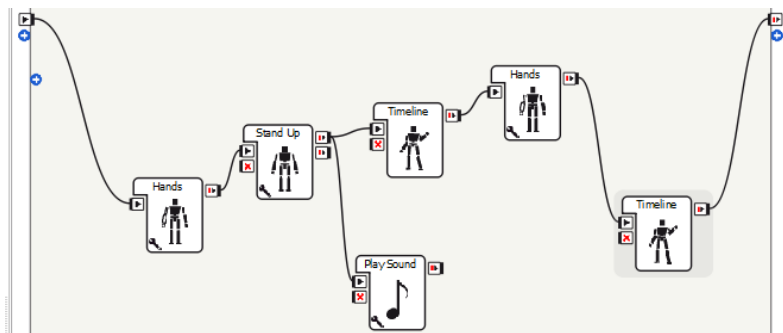 Hands
Stand Up
Timeline
Hands
Play Sound
Timeline